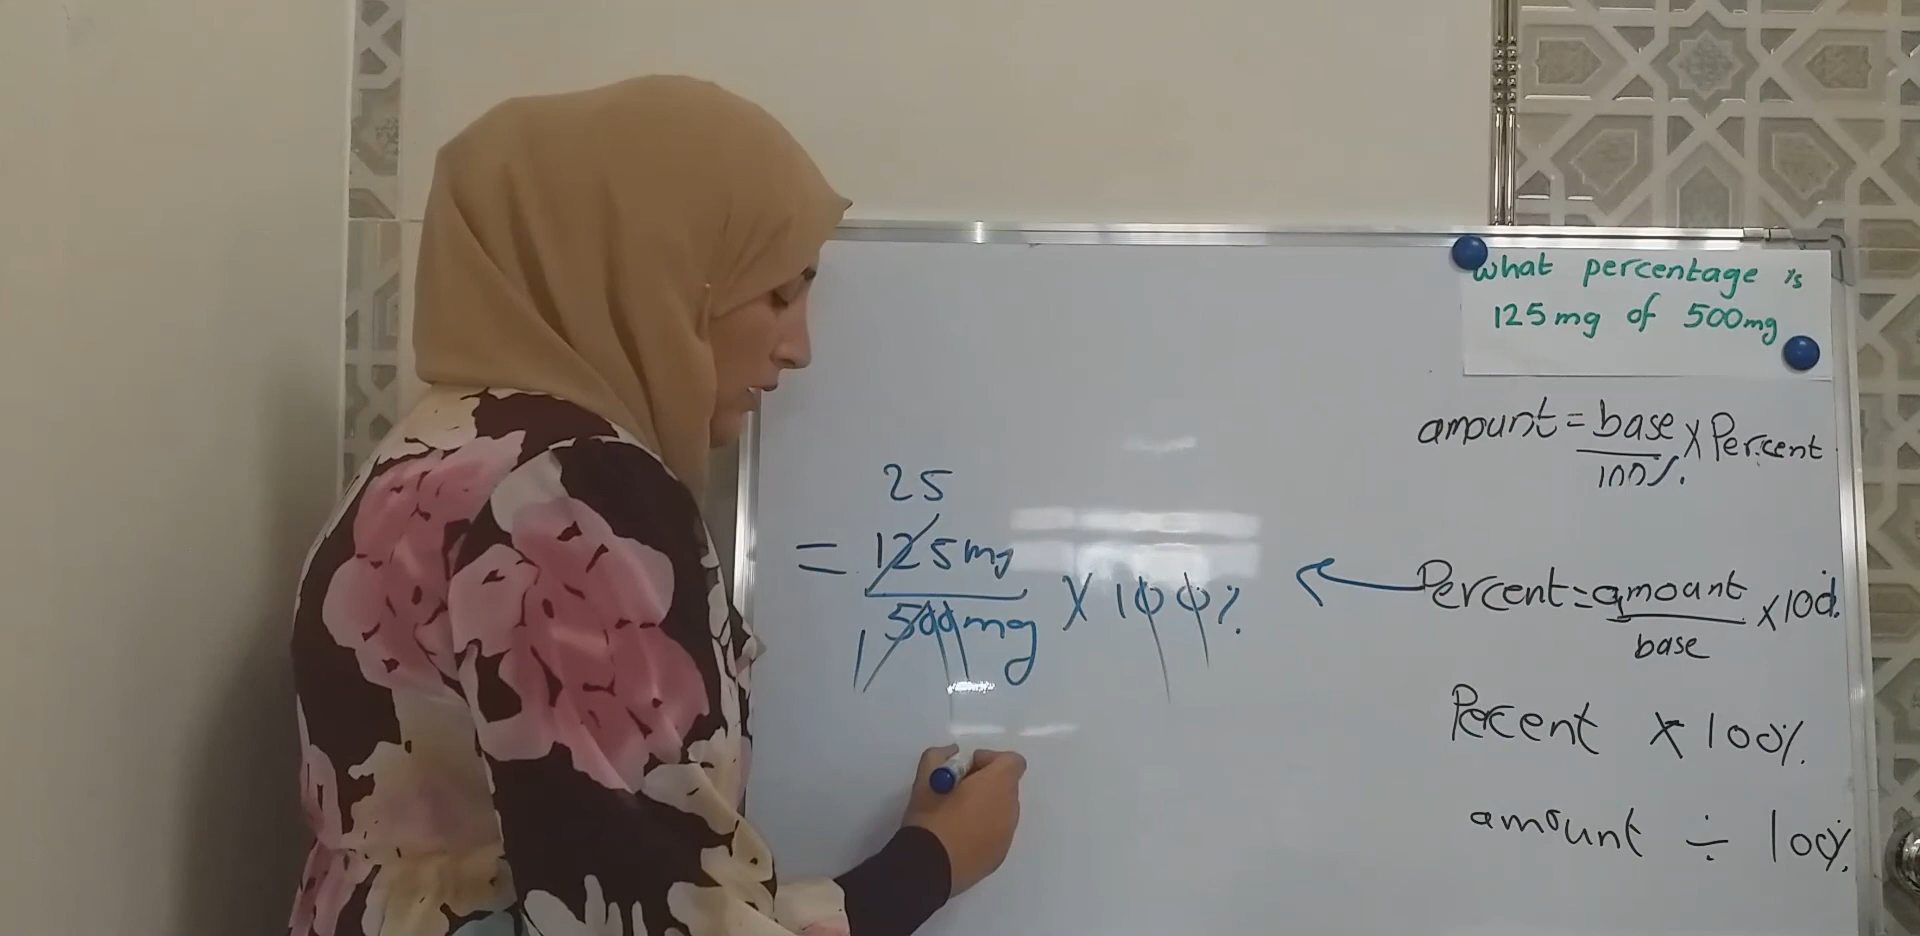 what percentage is
125mg of 500mg
amount = base × Percent
100%.
25
= 125mg
1 500mg × 100%.
Percent = amount × 100%.
base
Percent × 100%.
amount ÷ 100%.